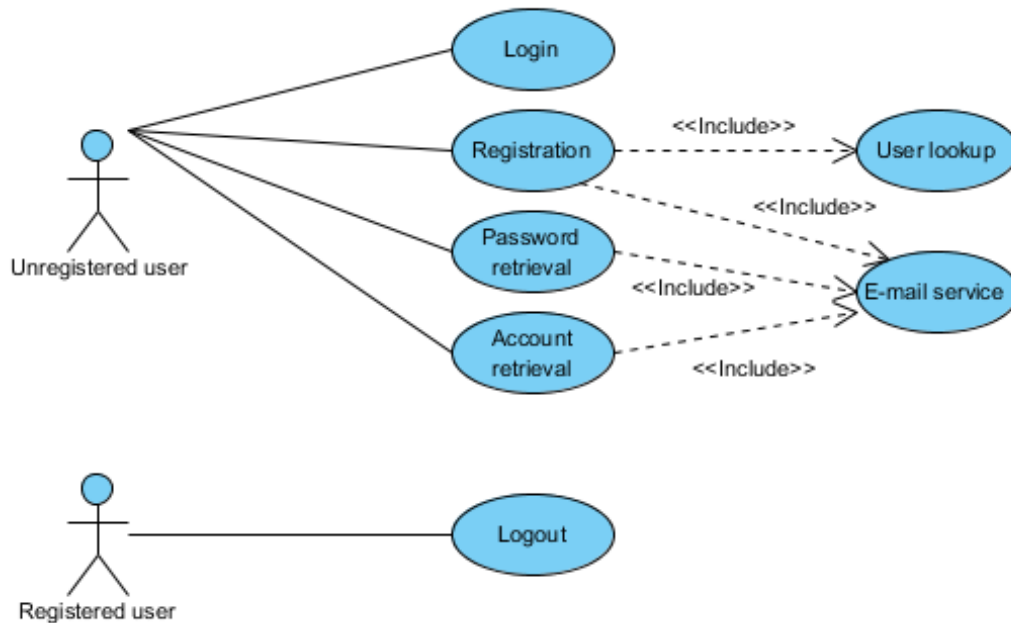 Login
Registration
<<Include>>
User lookup
<<Include>>
Password
retrieval
<<Include>>
E-mail service
Account
retrieval
<<Include>>
Unregistered user
Logout
Registered user